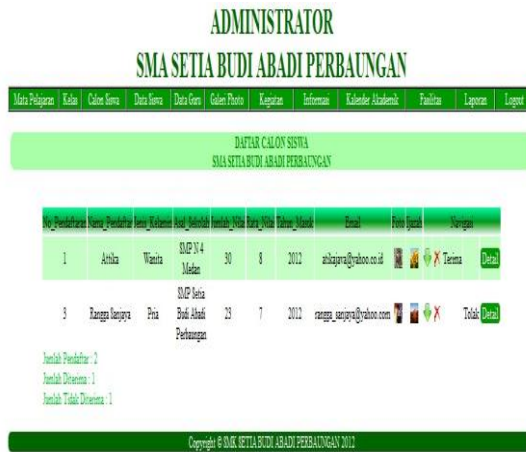 ADMINISTRATOR
SMA SETIA BUDI ABADI PERBAUNGAN
Mata Pelajaran Kelas Calon Siswa Data Siswa Data Guru Galeri Photo Kegiatan Informasi Kalender Akademik Fasilitas Laporan Logout
DAFTAR CALON SISWA
SMA SETIA BUDI ABADI PERBAUNGAN
No_Pendaftaran Nama_Pendaftar Jenis_Kelamin Asal_Sekolah Jumlah_Nilai Rata_Nilai Tahun_Masuk Email Foto Ijazah Navigasi
1 Attika Wanita SMP N 4 Medan 30 8 2012 atikajaya@yahoo.co.id Terima Detail
3 Rangga Sanjaya Pria SMP Setia Budi Abadi Perbaungan 23 7 2012 rangga_sanjaya@yahoo.com Tolak Detail
Jumlah Pendaftar : 2
Jumlah Diterima : 1
Jumlah Tidak Diterima : 1
Copyright © SMK SETIA BUDI ABADI PERBAUNGAN 2012